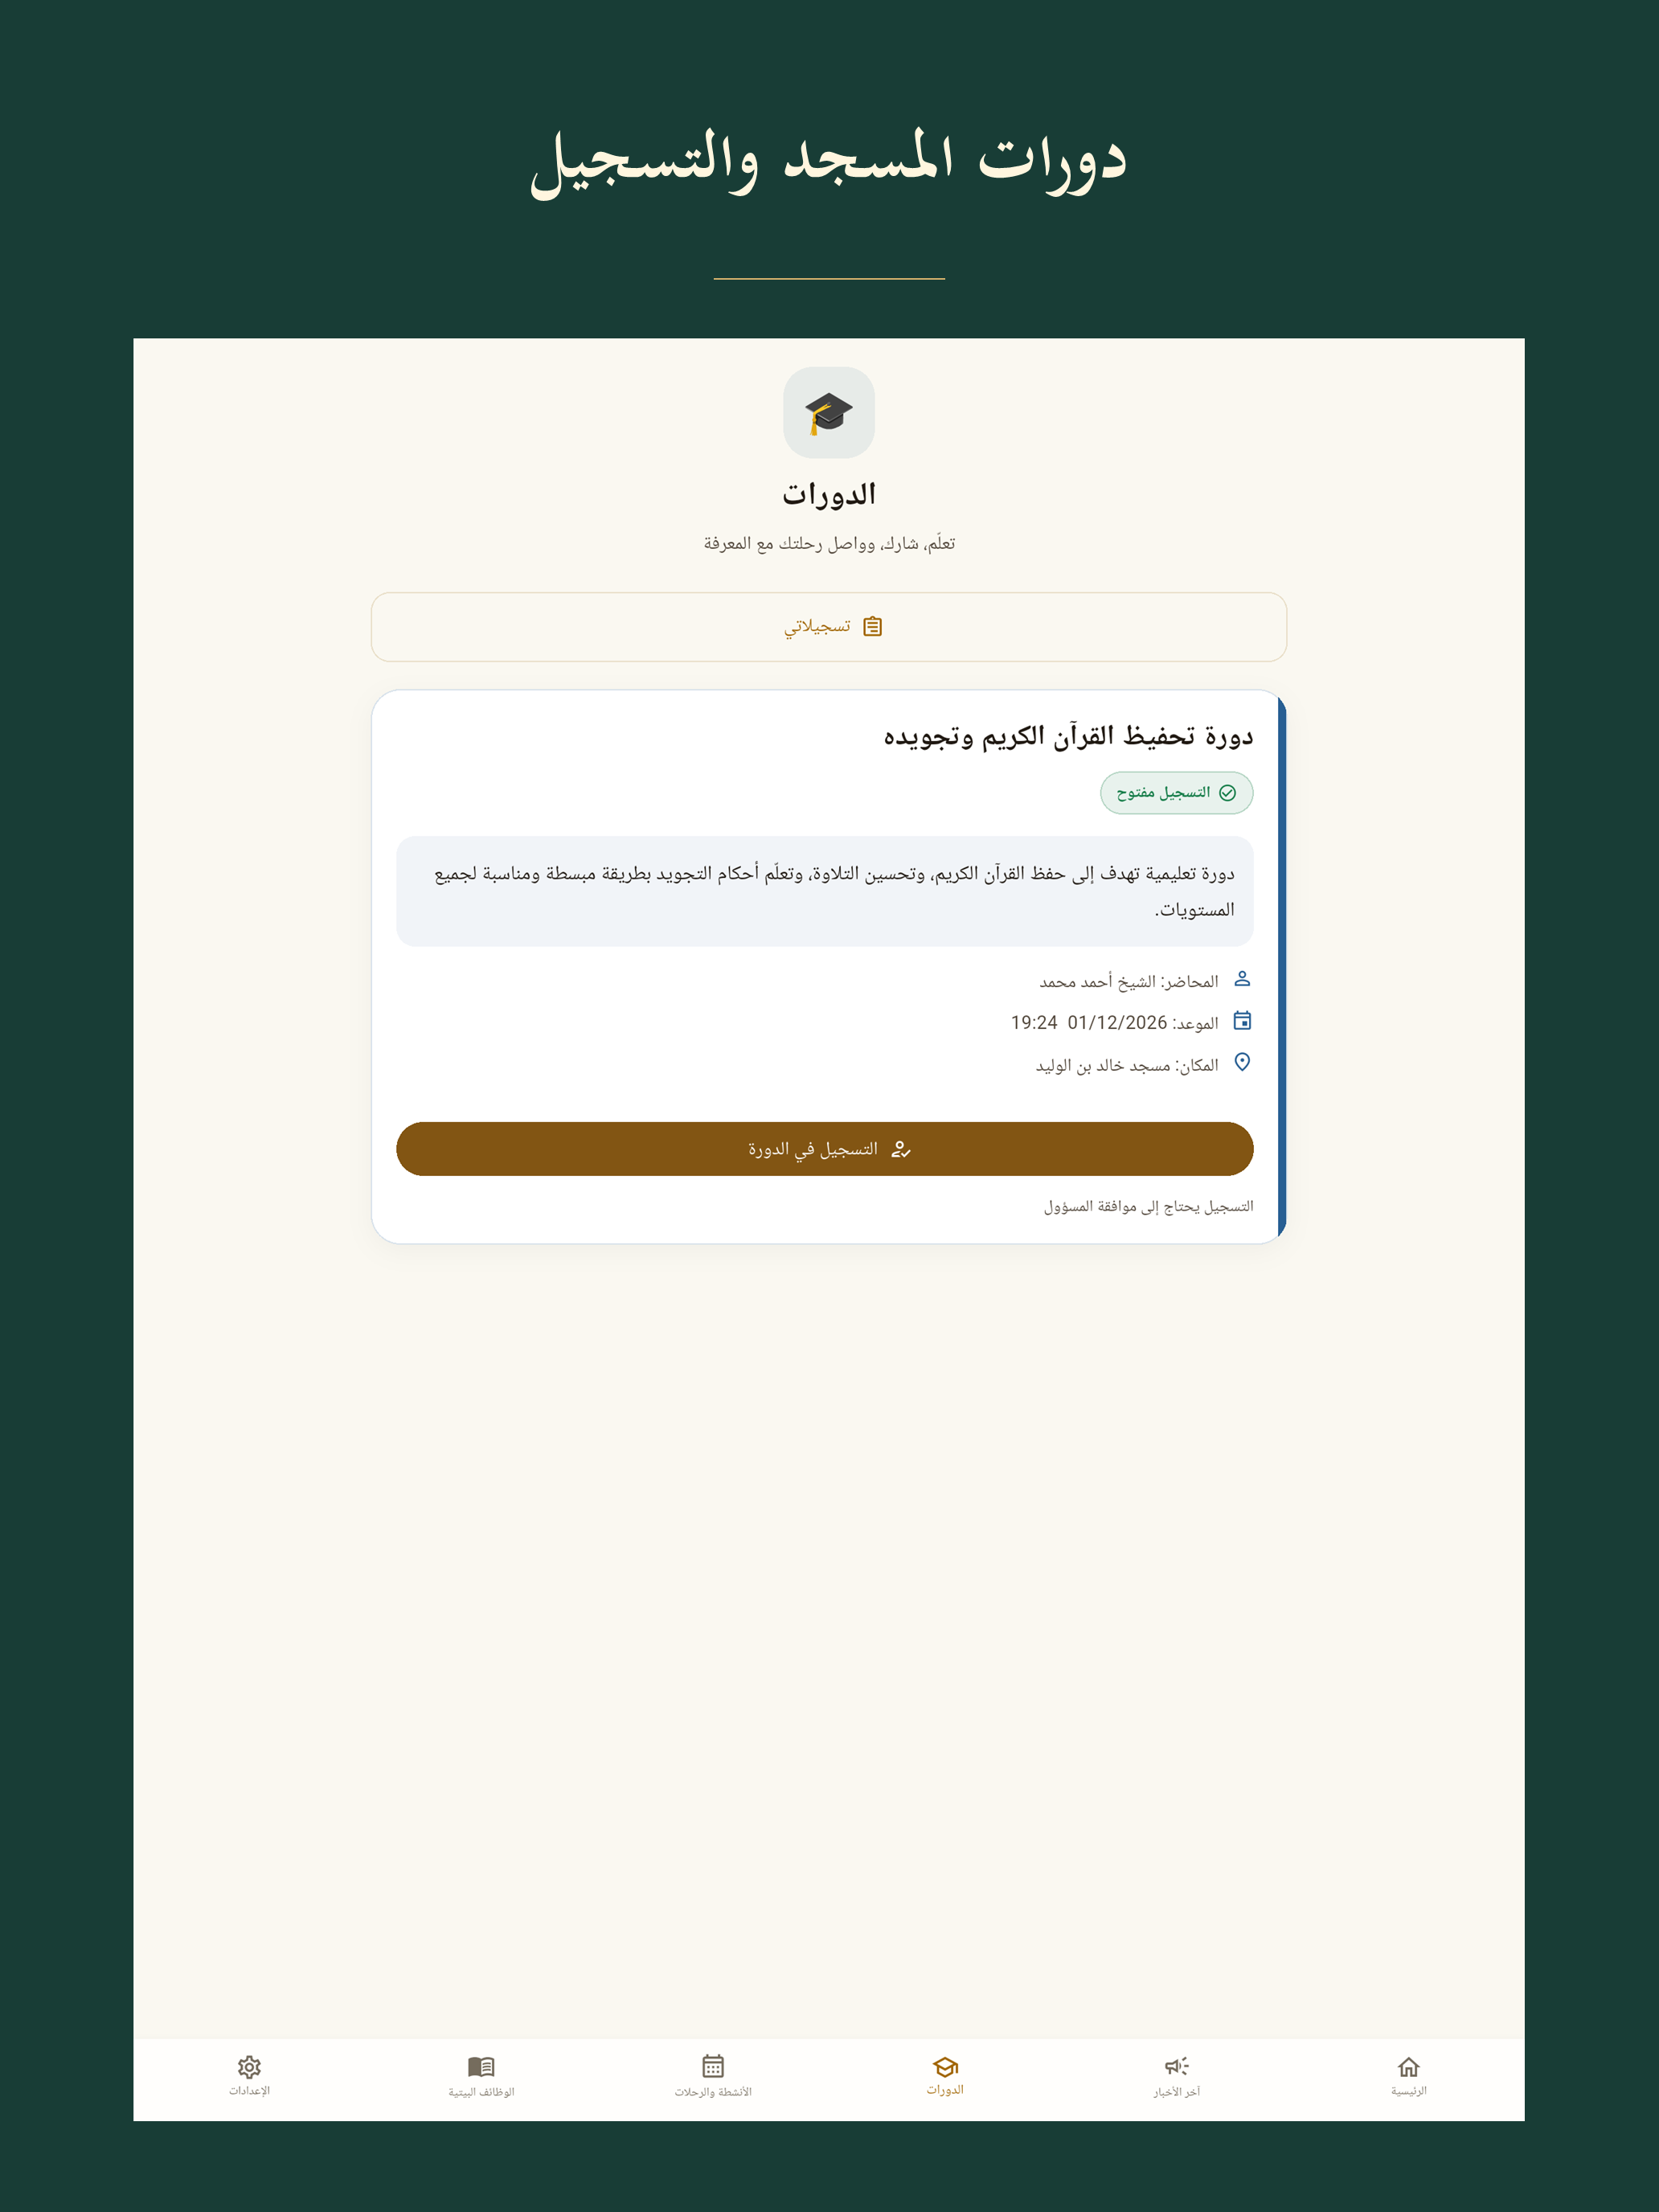 دورات المسجد والتسجيل
الدورات
تعلّم، شارك، وواصل رحلتك مع المعرفة
تسجيلاتي
دورة تحفيظ القرآن الكريم وتجويده
التسجيل مفتوح
دورة تعليمية تهدف إلى حفظ القرآن الكريم، وتحسين التلاوة، وتعلّم أحكام التجويد بطريقة مبسطة ومناسبة لجميع
المستويات.
المحاضر: الشيخ أحمد محمد
الموعد: 01/12/2026 19:24
المكان: مسجد خالد بن الوليد
التسجيل في الدورة
التسجيل يحتاج إلى موافقة المسؤول
الرئيسية
آخر الأخبار
الدورات
الأنشطة والرحلات
الوظائف البيتية
الإعدادات